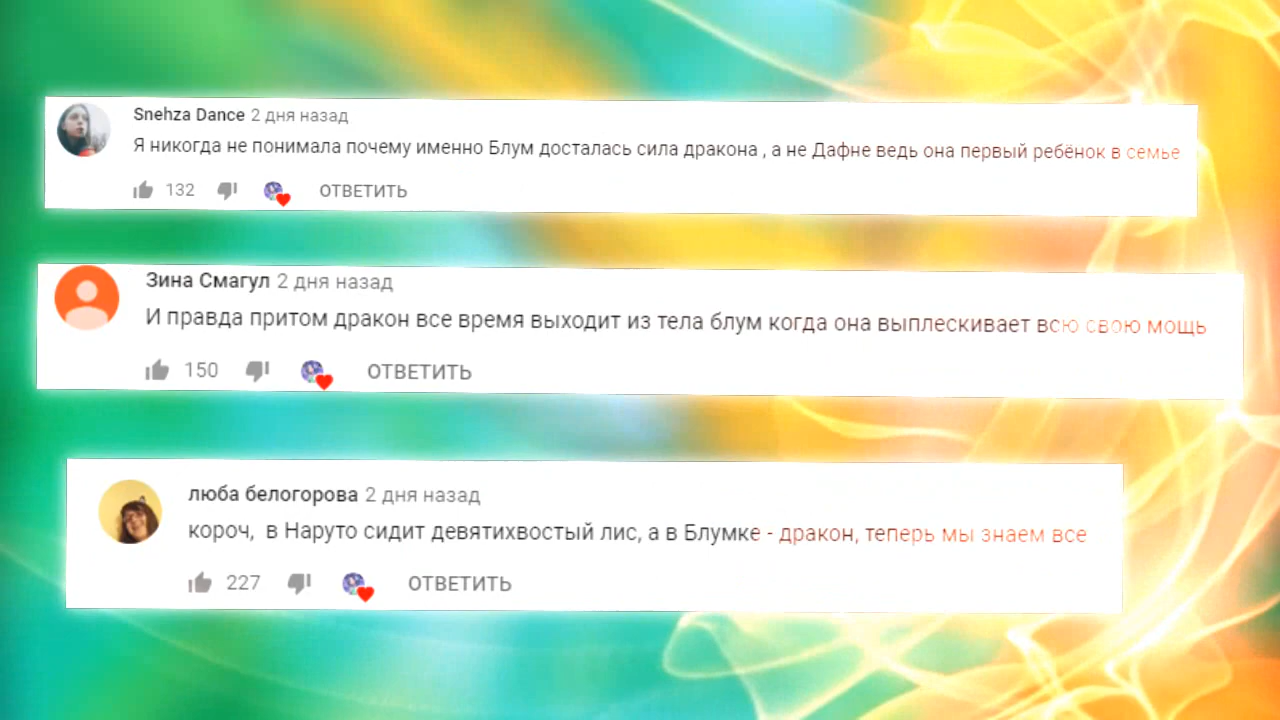 Snehza Dance 2 дня назад
Я никогда не понимала почему именно Блум досталась сила дракона , а не Дафне ведь она первый ребёнок в семье
132 ОТВЕТИТЬ
Зина Смагул 2 дня назад
И правда притом дракон все время выходит из тела блум когда она выплескивает всю свою мощь
150 ОТВЕТИТЬ
люба белогорова 2 дня назад
короч, в Наруто сидит девятихвостый лис, а в Блумке - дракон, теперь мы знаем все
227 ОТВЕТИТЬ